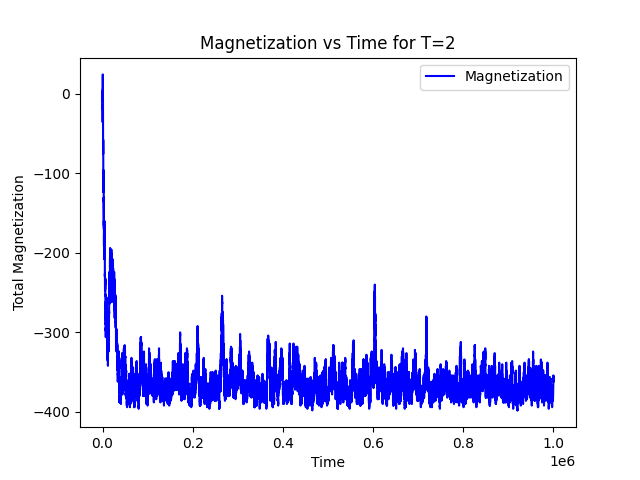 Magnetization vs Time for T=2
Magnetization
Total Magnetization
0
−100
−200
−300
−400
0.0 0.2 0.4 0.6 0.8 1.0
1e6
Time